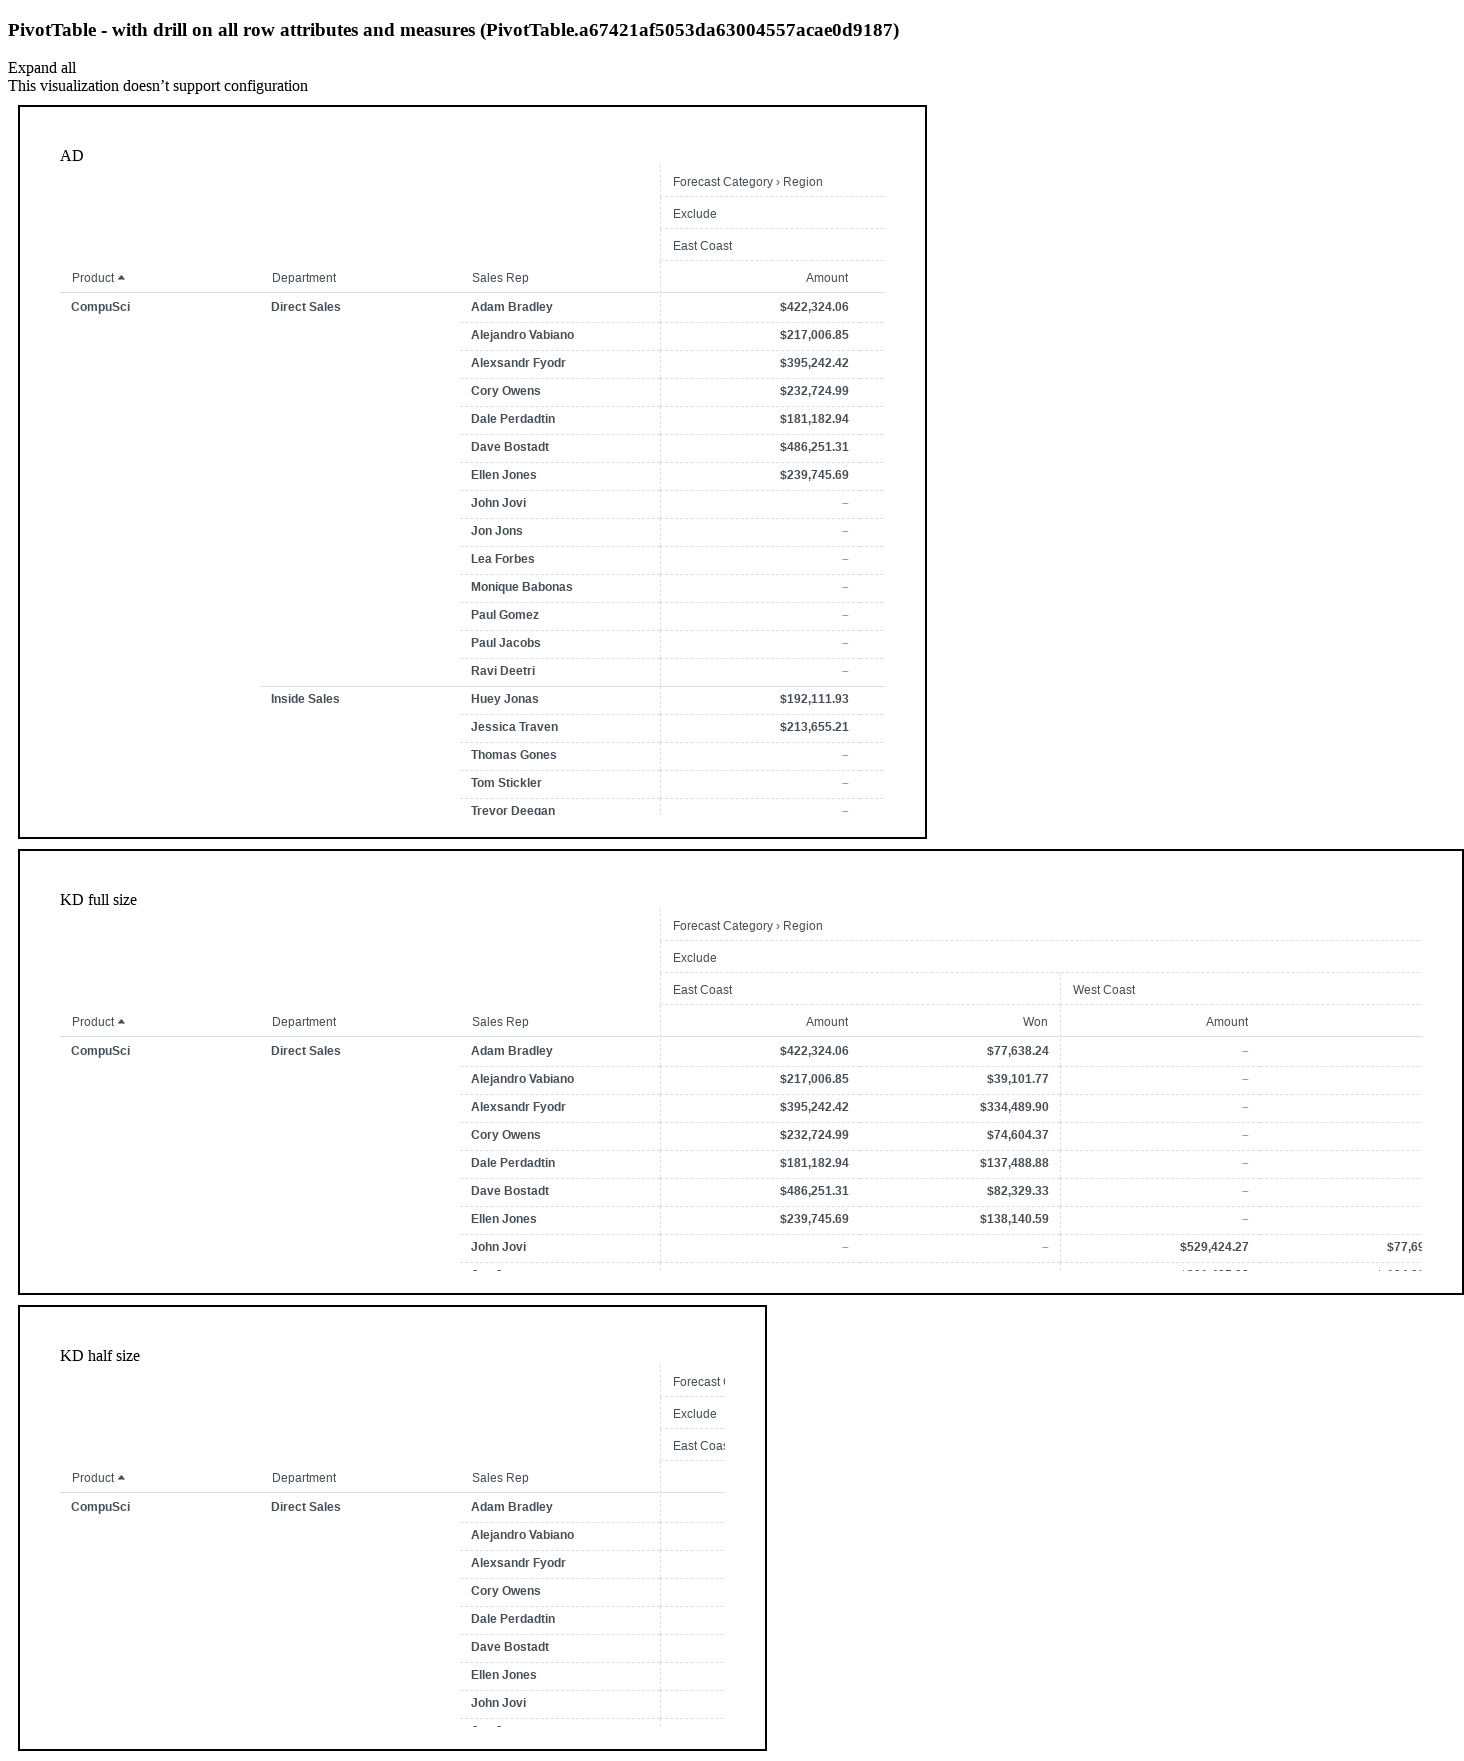 PivotTable - with drill on all row attributes and measures (PivotTable.a67421af5053da63004557acae0d9187)
Expand all
This visualization doesn’t support configuration
AD
Forecast Category › Region
Exclude
East Coast
Product Department Sales Rep Amount
CompuSci Direct Sales Adam Bradley $422,324.06
Alejandro Vabiano $217,006.85
Alexsandr Fyodr $395,242.42
Cory Owens $232,724.99
Dale Perdadtin $181,182.94
Dave Bostadt $486,251.31
Ellen Jones $239,745.69
John Jovi –
Jon Jons –
Lea Forbes –
Monique Babonas –
Paul Gomez –
Paul Jacobs –
Ravi Deetri –
Inside Sales Huey Jonas $192,111.93
Jessica Traven $213,655.21
Thomas Gones –
Tom Stickler –
Trevor Deegan –
KD full size
Forecast Category › Region
Exclude
East Coast West Coast
Product Department Sales Rep Amount Won Amount
CompuSci Direct Sales Adam Bradley $422,324.06 $77,638.24 –
Alejandro Vabiano $217,006.85 $39,101.77 –
Alexsandr Fyodr $395,242.42 $334,489.90 –
Cory Owens $232,724.99 $74,604.37 –
Dale Perdadtin $181,182.94 $137,488.88 –
Dave Bostadt $486,251.31 $82,329.33 –
Ellen Jones $239,745.69 $138,140.59 –
John Jovi – – $529,424.27 $77,69
KD half size
Forecast
Exclude
East Coas
Product Department Sales Rep
CompuSci Direct Sales Adam Bradley
Alejandro Vabiano
Alexsandr Fyodr
Cory Owens
Dale Perdadtin
Dave Bostadt
Ellen Jones
John Jovi